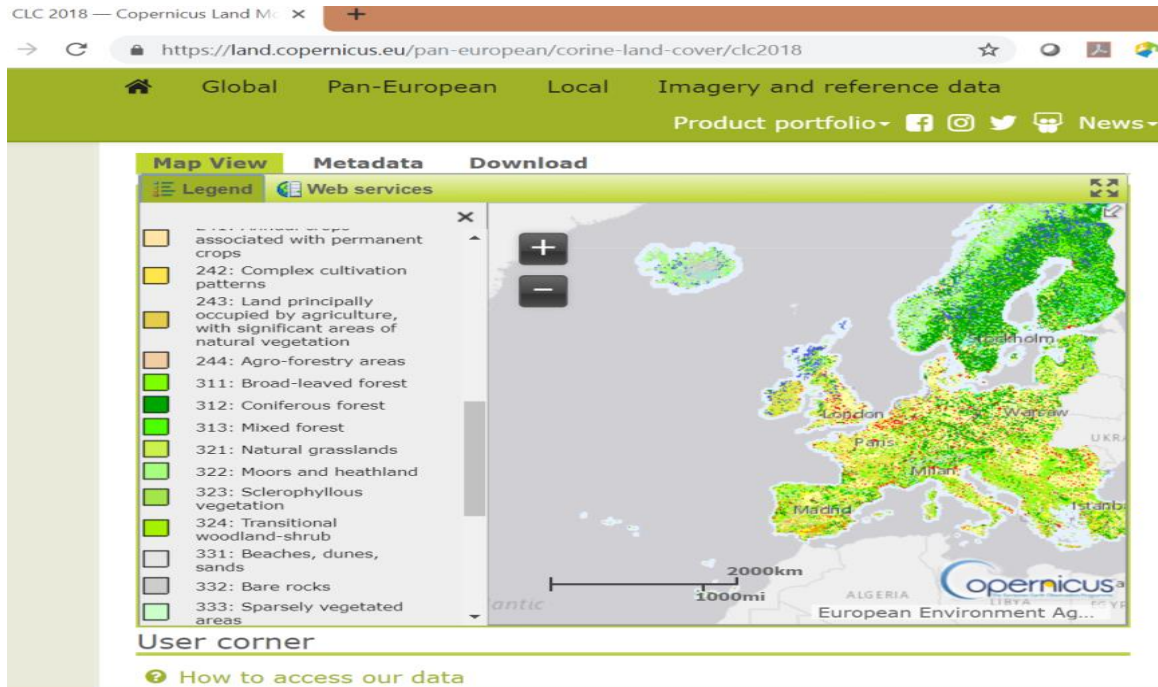 CLC 2018 — Copernicus Land Mo
https://land.copernicus.eu/pan-european/corine-land-cover/clc2018
Global Pan-European Local Imagery and reference data
Product portfolio News
Map View Metadata Download
Legend Web services
associated with permanent
crops
242: Complex cultivation
patterns
243: Land principally
occupied by agriculture,
with significant areas of
natural vegetation
244: Agro-forestry areas
311: Broad-leaved forest
312: Coniferous forest
313: Mixed forest
321: Natural grasslands
322: Moors and heathland
323: Sclerophyllous
vegetation
324: Transitional
woodland-shrub
331: Beaches, dunes,
sands
332: Bare rocks
333: Sparsely vegetated
areas
Stockholm
London
Warsaw
Paris
UKR
Milan
Madrid
Istanb
2000km
1000mi
antic
ALGERIA
LIBYA
opernicus
European Environment Ag...
User corner
How to access our data